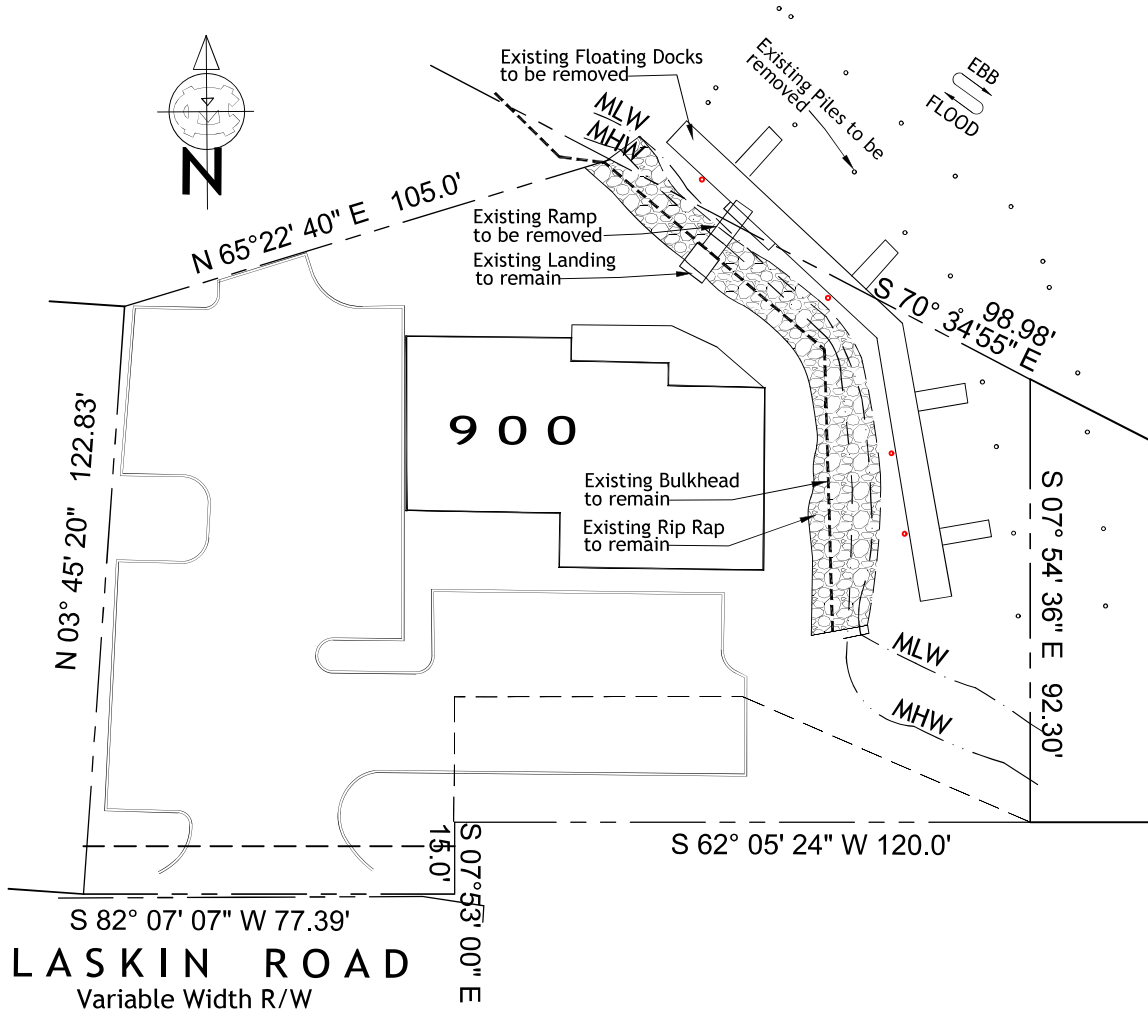 Existing Floating Docks
to be removed
Existing Piles to be
removed
EBB
FLOOD
MLW
MHW
N
N 65°22' 40" E 105.0'
Existing Ramp
to be removed
Existing Landing
to remain
S 70° 34'55" E
98.98'
900
N 03° 45' 20" 122.83'
Existing Bulkhead
to remain
Existing Rip Rap
to remain
S 07° 54' 36" E 92.30'
MLW
MHW
15.0'
S 07°53' 00" E
S 62° 05' 24" W 120.0'
S 82° 07' 07" W 77.39'
LASKIN ROAD
Variable Width R/W